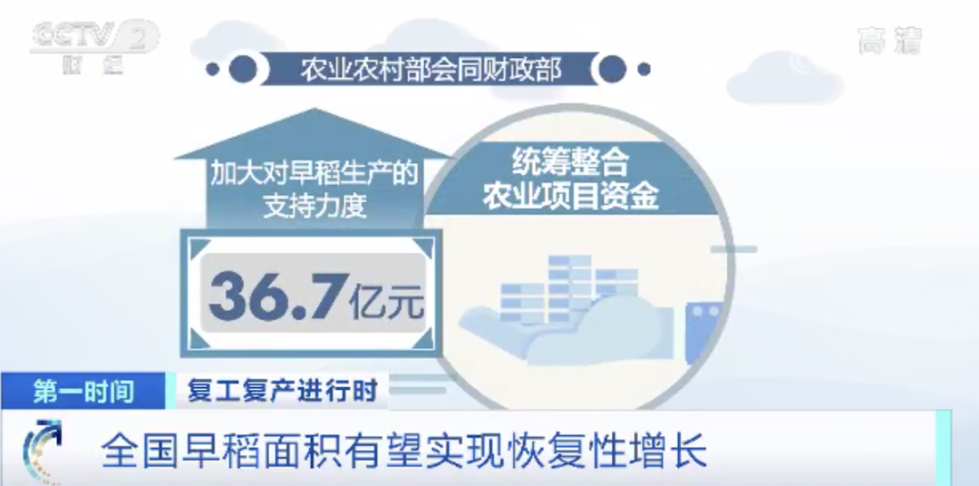 CCTV 2
财经
高清
农业农村部会同财政部
加大对早稻生产的
支持力度
36.7亿元
统筹整合
农业项目资金
第一时间
复工复产进行时
全国早稻面积有望实现恢复性增长